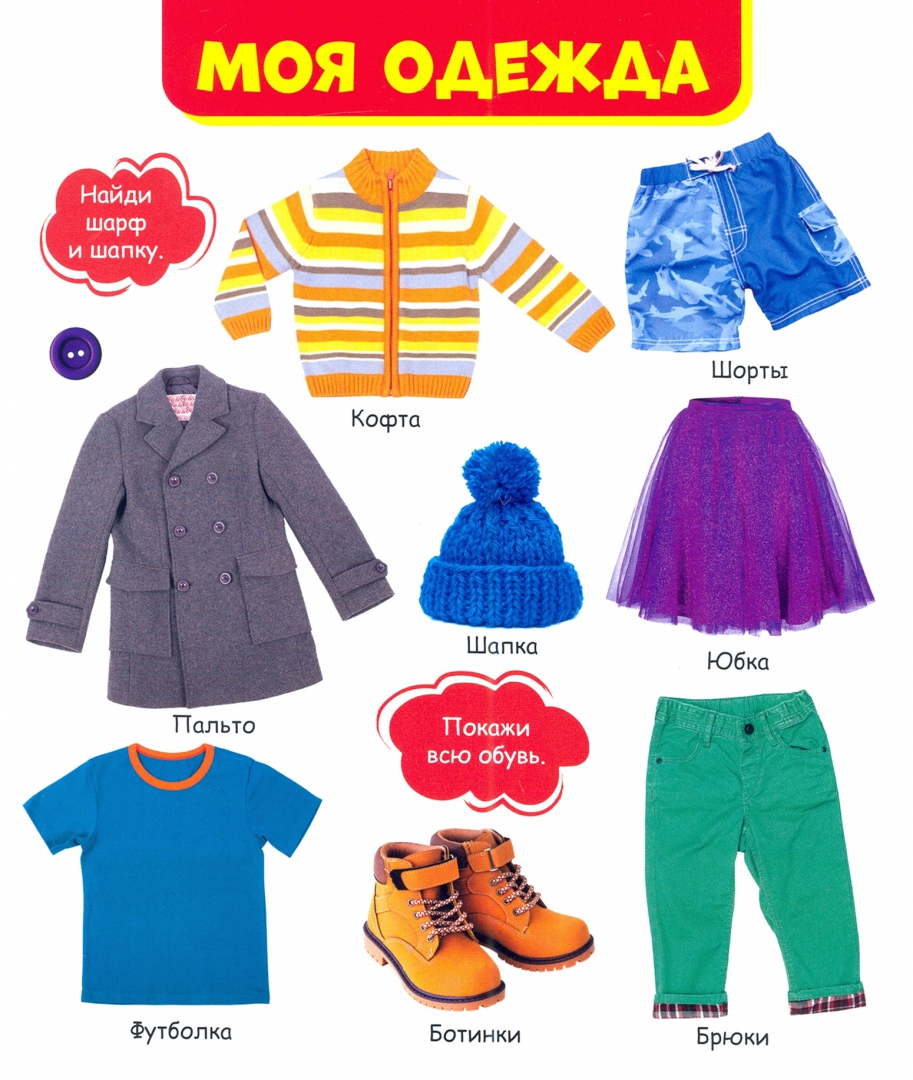 МОЯ ОДЕЖДА
Найди
шарф
и шапку.
Шорты
Кофта
Шапка
Юбка
Пальто
Покажи
всю обувь.
Футболка
Ботинки
Брюки